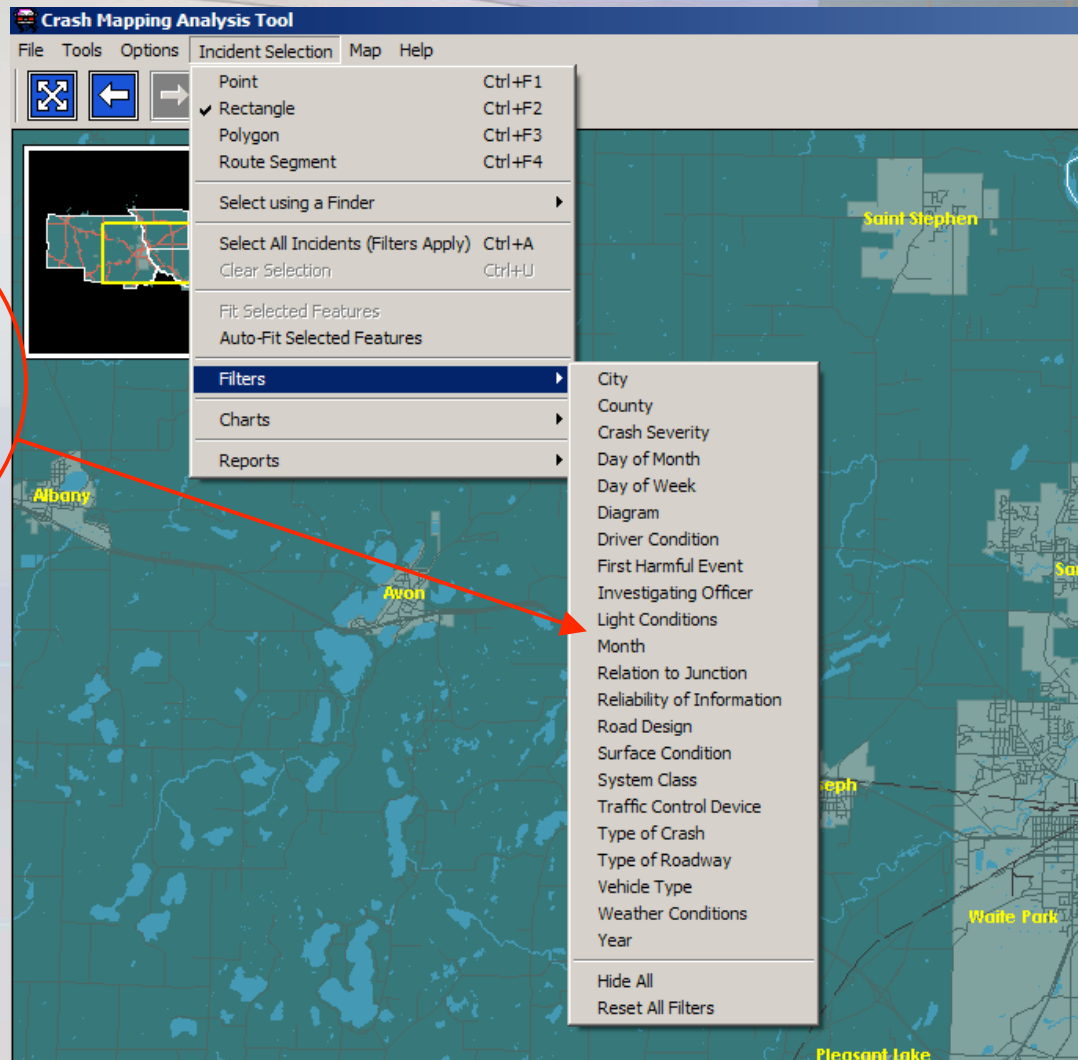 Crash Mapping Analysis Tool
File Tools Options Incident Selection Map Help
Point Ctrl+F1
Rectangle Ctrl+F2
Polygon Ctrl+F3
Route Segment Ctrl+F4
Select using a Finder
Select All Incidents (Filters Apply) Ctrl+A
Clear Selection Ctrl+U
Fit Selected Features
Auto-Fit Selected Features
Filters
Charts
Reports
City
County
Crash Severity
Day of Month
Day of Week
Diagram
Driver Condition
First Harmful Event
Investigating Officer
Light Conditions
Month
Relation to Junction
Reliability of Information
Road Design
Surface Condition
System Class
Traffic Control Device
Type of Crash
Type of Roadway
Vehicle Type
Weather Conditions
Year
Hide All
Reset All Filters
Saint Stephen
Albany
Avon
Sa
eph
Waite Park
Pleasant Lake